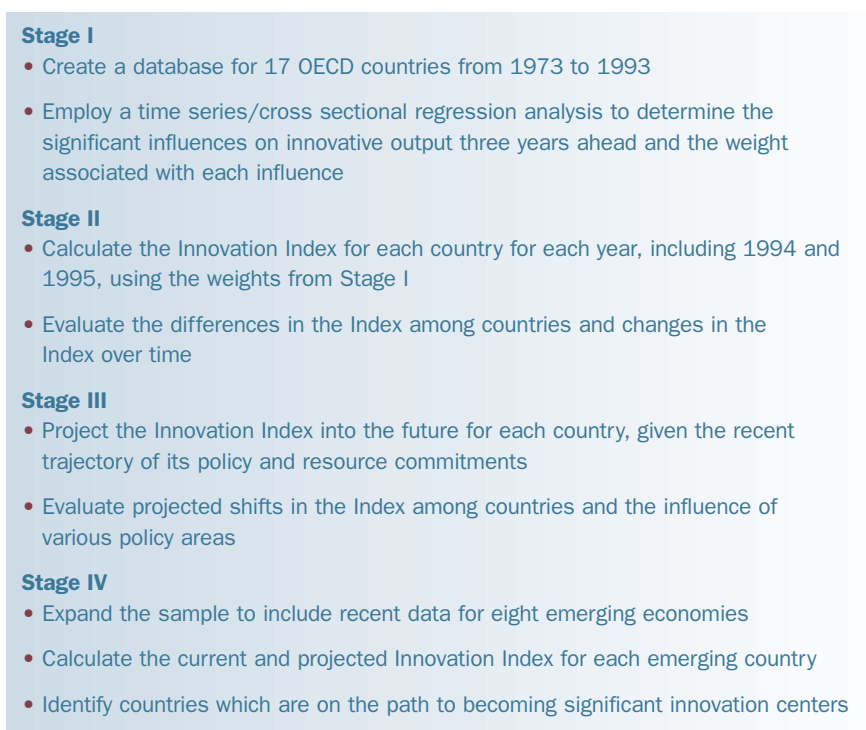 Stage I
• Create a database for 17 OECD countries from 1973 to 1993
• Employ a time series/cross sectional regression analysis to determine the
significant influences on innovative output three years ahead and the weight
associated with each influence
Stage II
• Calculate the Innovation Index for each country for each year, including 1994 and
1995, using the weights from Stage I
• Evaluate the differences in the Index among countries and changes in the
Index over time
Stage III
• Project the Innovation Index into the future for each country, given the recent
trajectory of its policy and resource commitments
• Evaluate projected shifts in the Index among countries and the influence of
various policy areas
Stage IV
• Expand the sample to include recent data for eight emerging economies
• Calculate the current and projected Innovation Index for each emerging country
• Identify countries which are on the path to becoming significant innovation centers